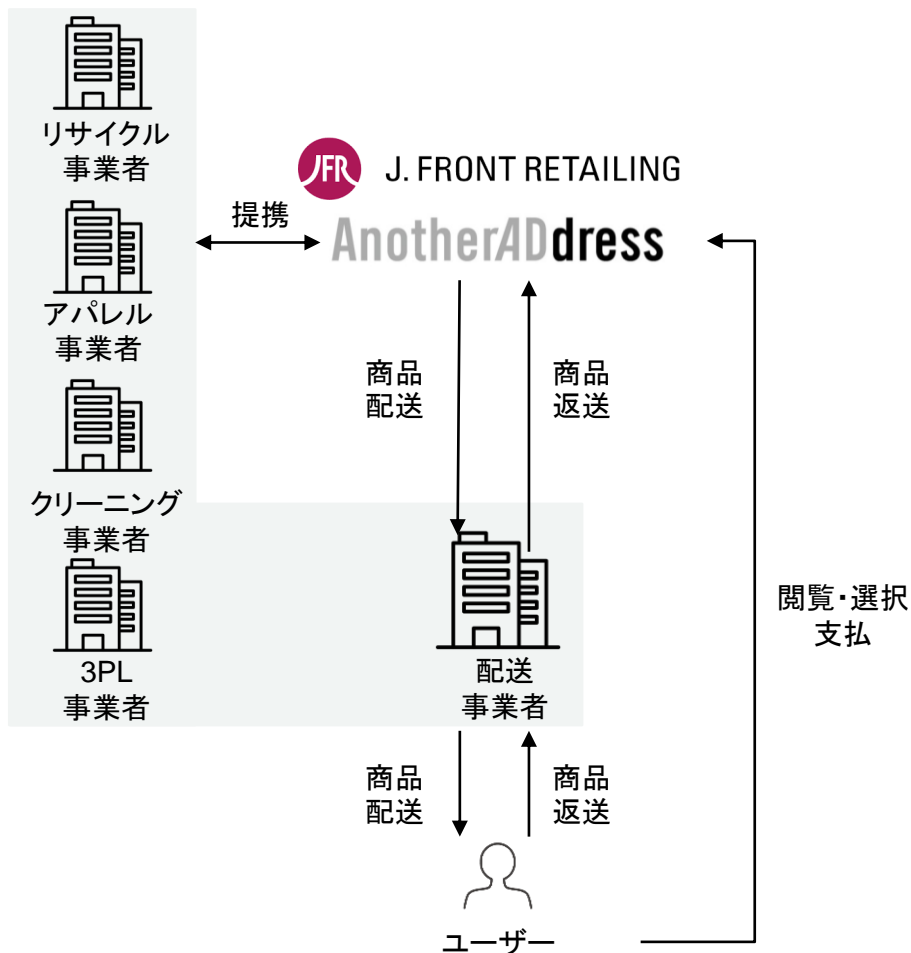 リサイクル
事業者
JFR J. FRONT RETAILING
提携
AnotherADdress
アパレル
事業者
商品
配送
商品
返送
クリーニング
事業者
3PL
事業者
配送
事業者
閲覧・選択
支払
商品
配送
商品
返送
ユーザー